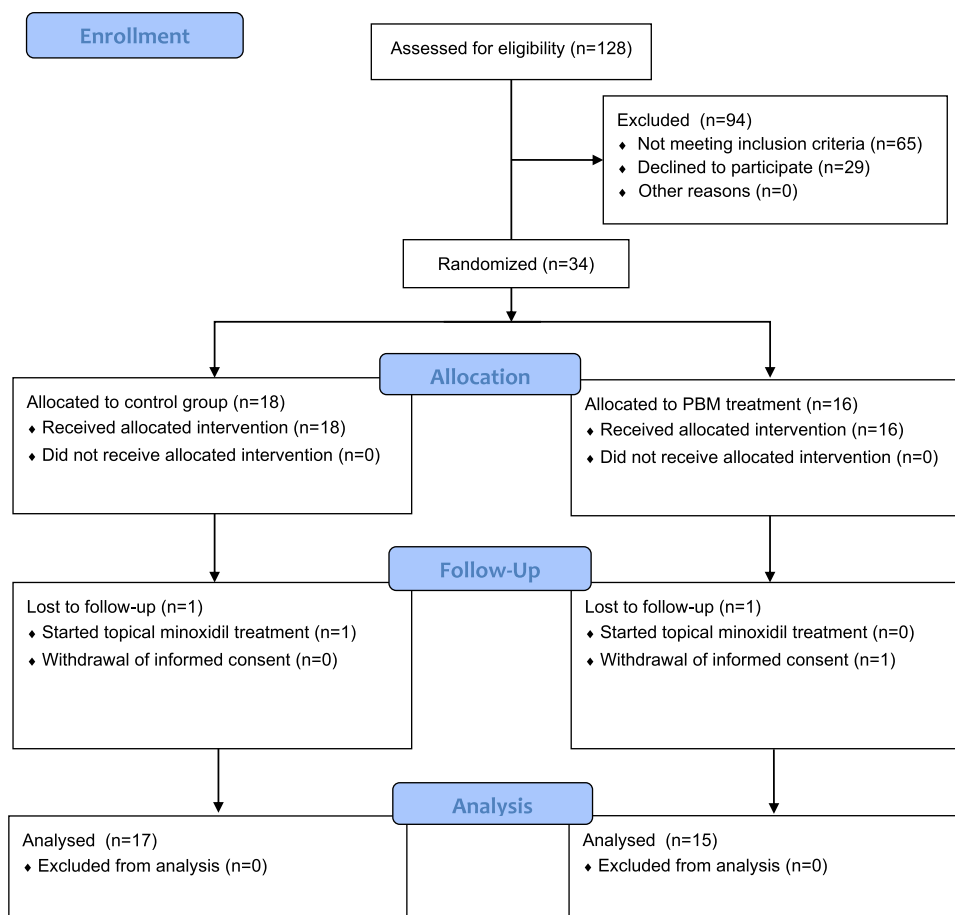 Enrollment
Assessed for eligibility (n=128)
Excluded (n=94)
♦ Not meeting inclusion criteria (n=65)
♦ Declined to participate (n=29)
♦ Other reasons (n=0)
Randomized (n=34)
Allocation
Allocated to control group (n=18)
♦ Received allocated intervention (n=18)
♦ Did not receive allocated intervention (n=0)
Allocated to PBM treatment (n=16)
♦ Received allocated intervention (n=16)
♦ Did not receive allocated intervention (n=0)
Follow-Up
Lost to follow-up (n=1)
♦ Started topical minoxidil treatment (n=1)
♦ Withdrawal of informed consent (n=0)
Lost to follow-up (n=1)
♦ Started topical minoxidil treatment (n=0)
♦ Withdrawal of informed consent (n=1)
Analysis
Analysed (n=17)
♦ Excluded from analysis (n=0)
Analysed (n=15)
♦ Excluded from analysis (n=0)